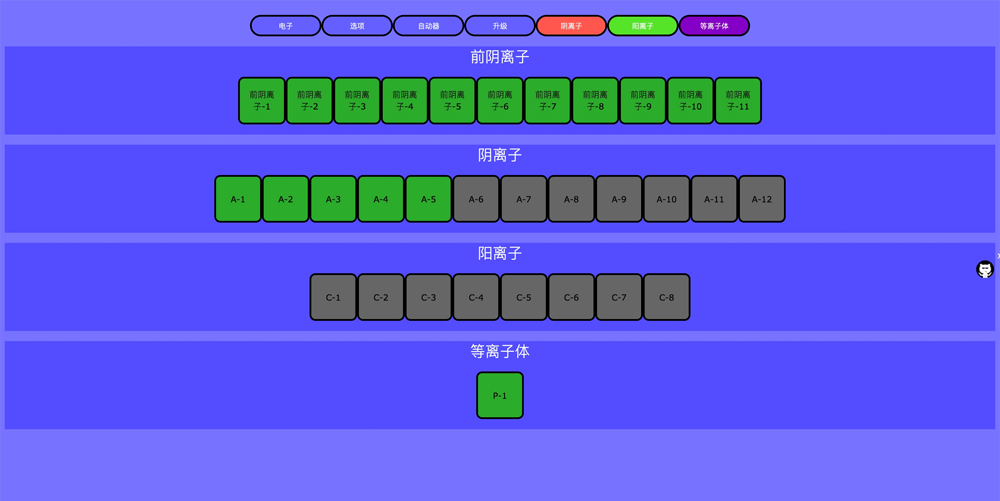 电子 选项 自动器 升级 阴离子 阳离子 等离子体
前阴离子
前阴离子-1 前阴离子-2 前阴离子-3 前阴离子-4 前阴离子-5 前阴离子-6 前阴离子-7 前阴离子-8 前阴离子-9 前阴离子-10 前阴离子-11
阴离子
A-1 A-2 A-3 A-4 A-5 A-6 A-7 A-8 A-9 A-10 A-11 A-12
阳离子
C-1 C-2 C-3 C-4 C-5 C-6 C-7 C-8
等离子体
P-1